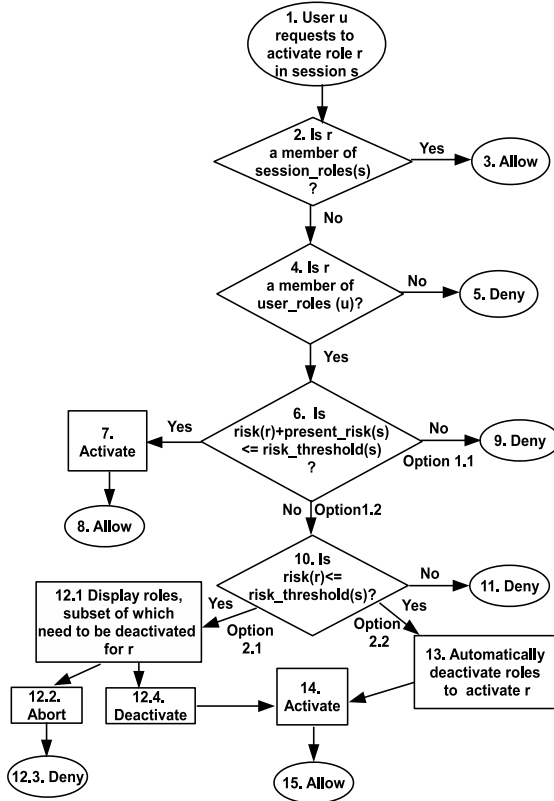 1. User u
requests to
activate role r
in session s
2. Is r
a member of
session_roles(s)
?
Yes
3. Allow
No
4. Is r
a member of
user_roles (u)?
No
5. Deny
Yes
6. Is
risk(r)+present_risk(s)
<= risk_threshold(s)
?
Yes
7.
Activate
8. Allow
No
Option 1.1
9. Deny
No
Option1.2
10. Is
risk(r)<=
risk_threshold(s)?
No
11. Deny
Yes
Option
2.1
Yes
Option
2.2
12.1 Display roles,
subset of which
need to be deactivated
for r
13. Automatically
deactivate roles
to activate r
12.2.
Abort
12.4.
Deactivate
14.
Activate
12.3. Deny
15. Allow